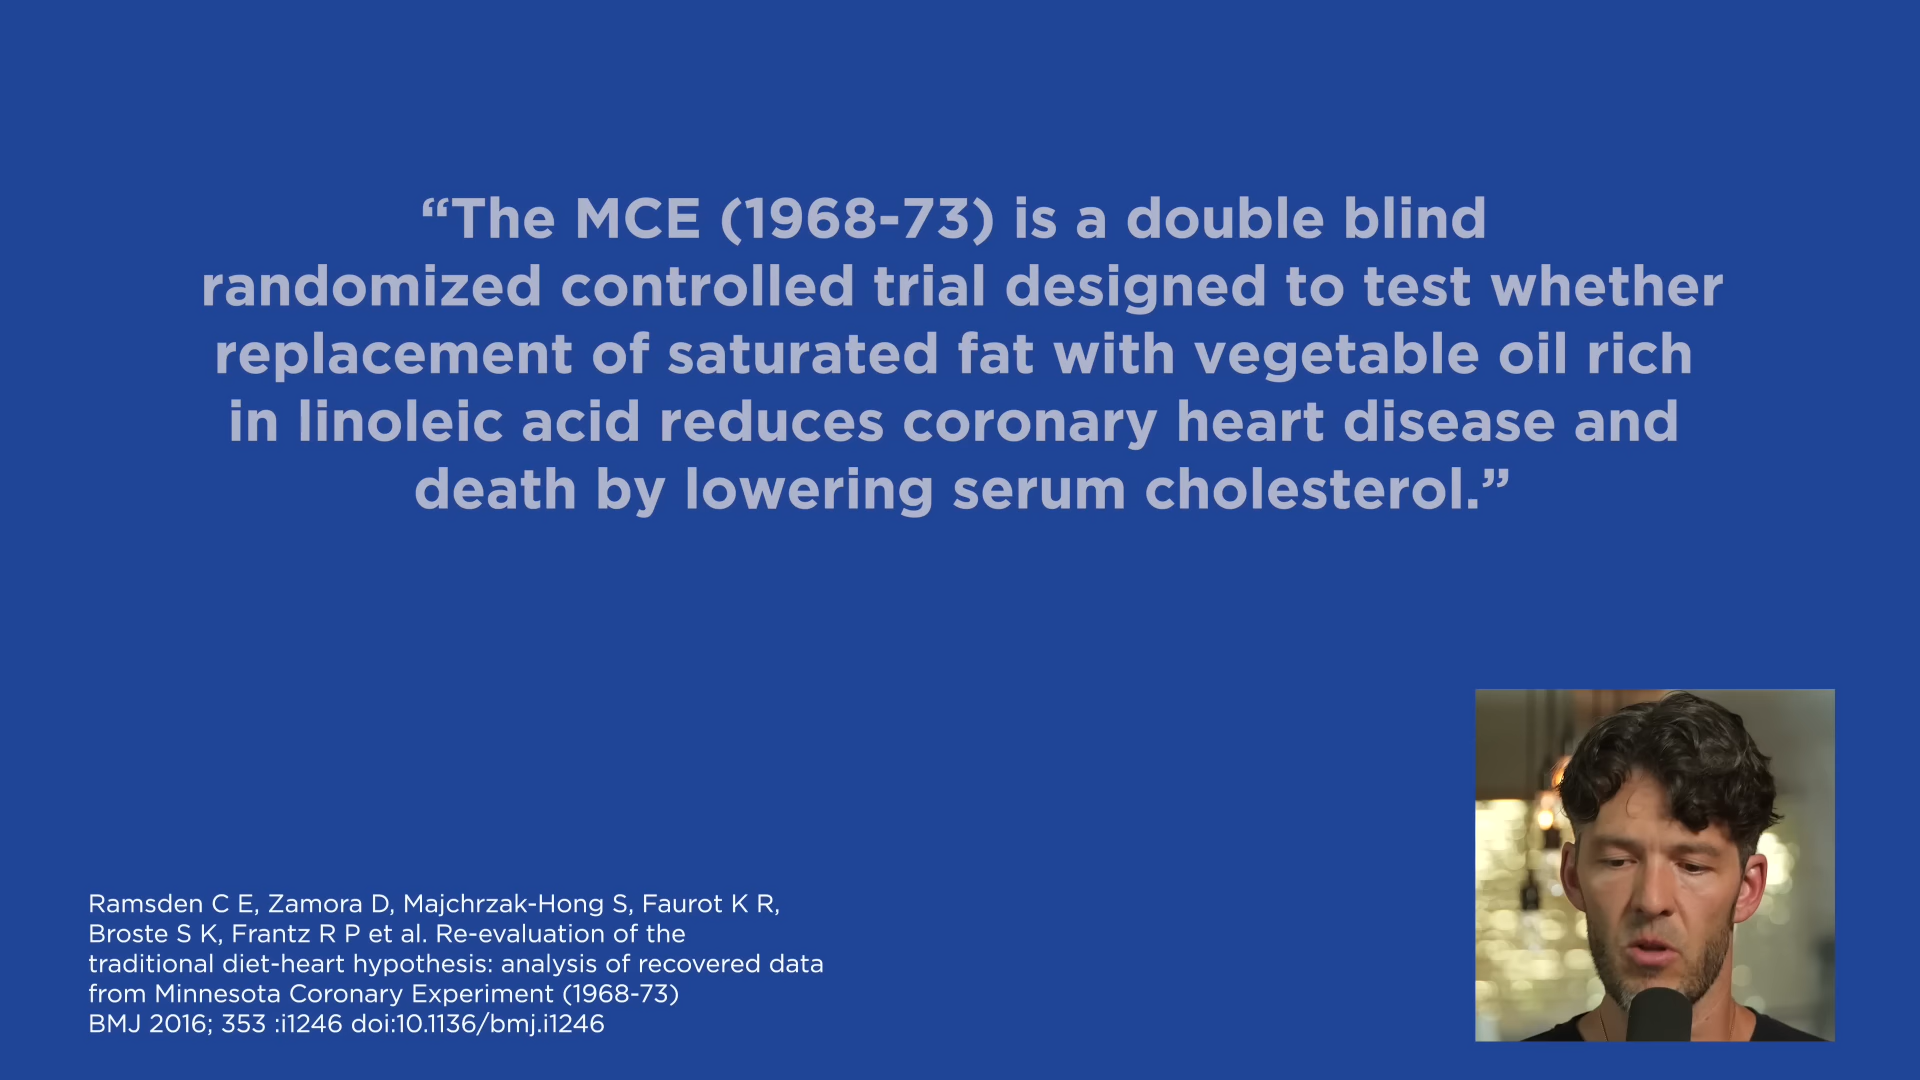 “The MCE (1968-73) is a double blind
randomized controlled trial designed to test whether
replacement of saturated fat with vegetable oil rich
in linoleic acid reduces coronary heart disease and
death by lowering serum cholesterol.”
Ramsden C E, Zamora D, Majchrzak-Hong S, Faurot K R,
Broste S K, Frantz R P et al. Re-evaluation of the
traditional diet-heart hypothesis: analysis of recovered data
from Minnesota Coronary Experiment (1968-73)
BMJ 2016; 353 :i1246 doi:10.1136/bmj.i1246